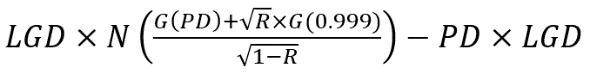 LGD × N ( (G(PD)+√R×G(0.999)) / √(1−R) ) − PD × LGD